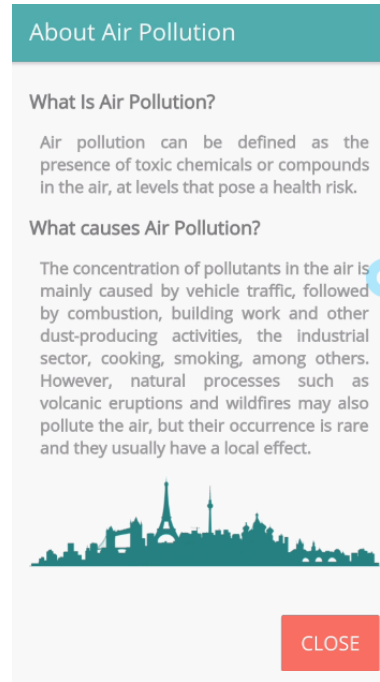 About Air Pollution
What Is Air Pollution?
Air pollution can be defined as the
presence of toxic chemicals or compounds
in the air, at levels that pose a health risk.
What causes Air Pollution?
The concentration of pollutants in the air is
mainly caused by vehicle traffic, followed
by combustion, building work and other
dust-producing activities, the industrial
sector, cooking, smoking, among others.
However, natural processes such as
volcanic eruptions and wildfires may also
pollute the air, but their occurrence is rare
and they usually have a local effect.
CLOSE